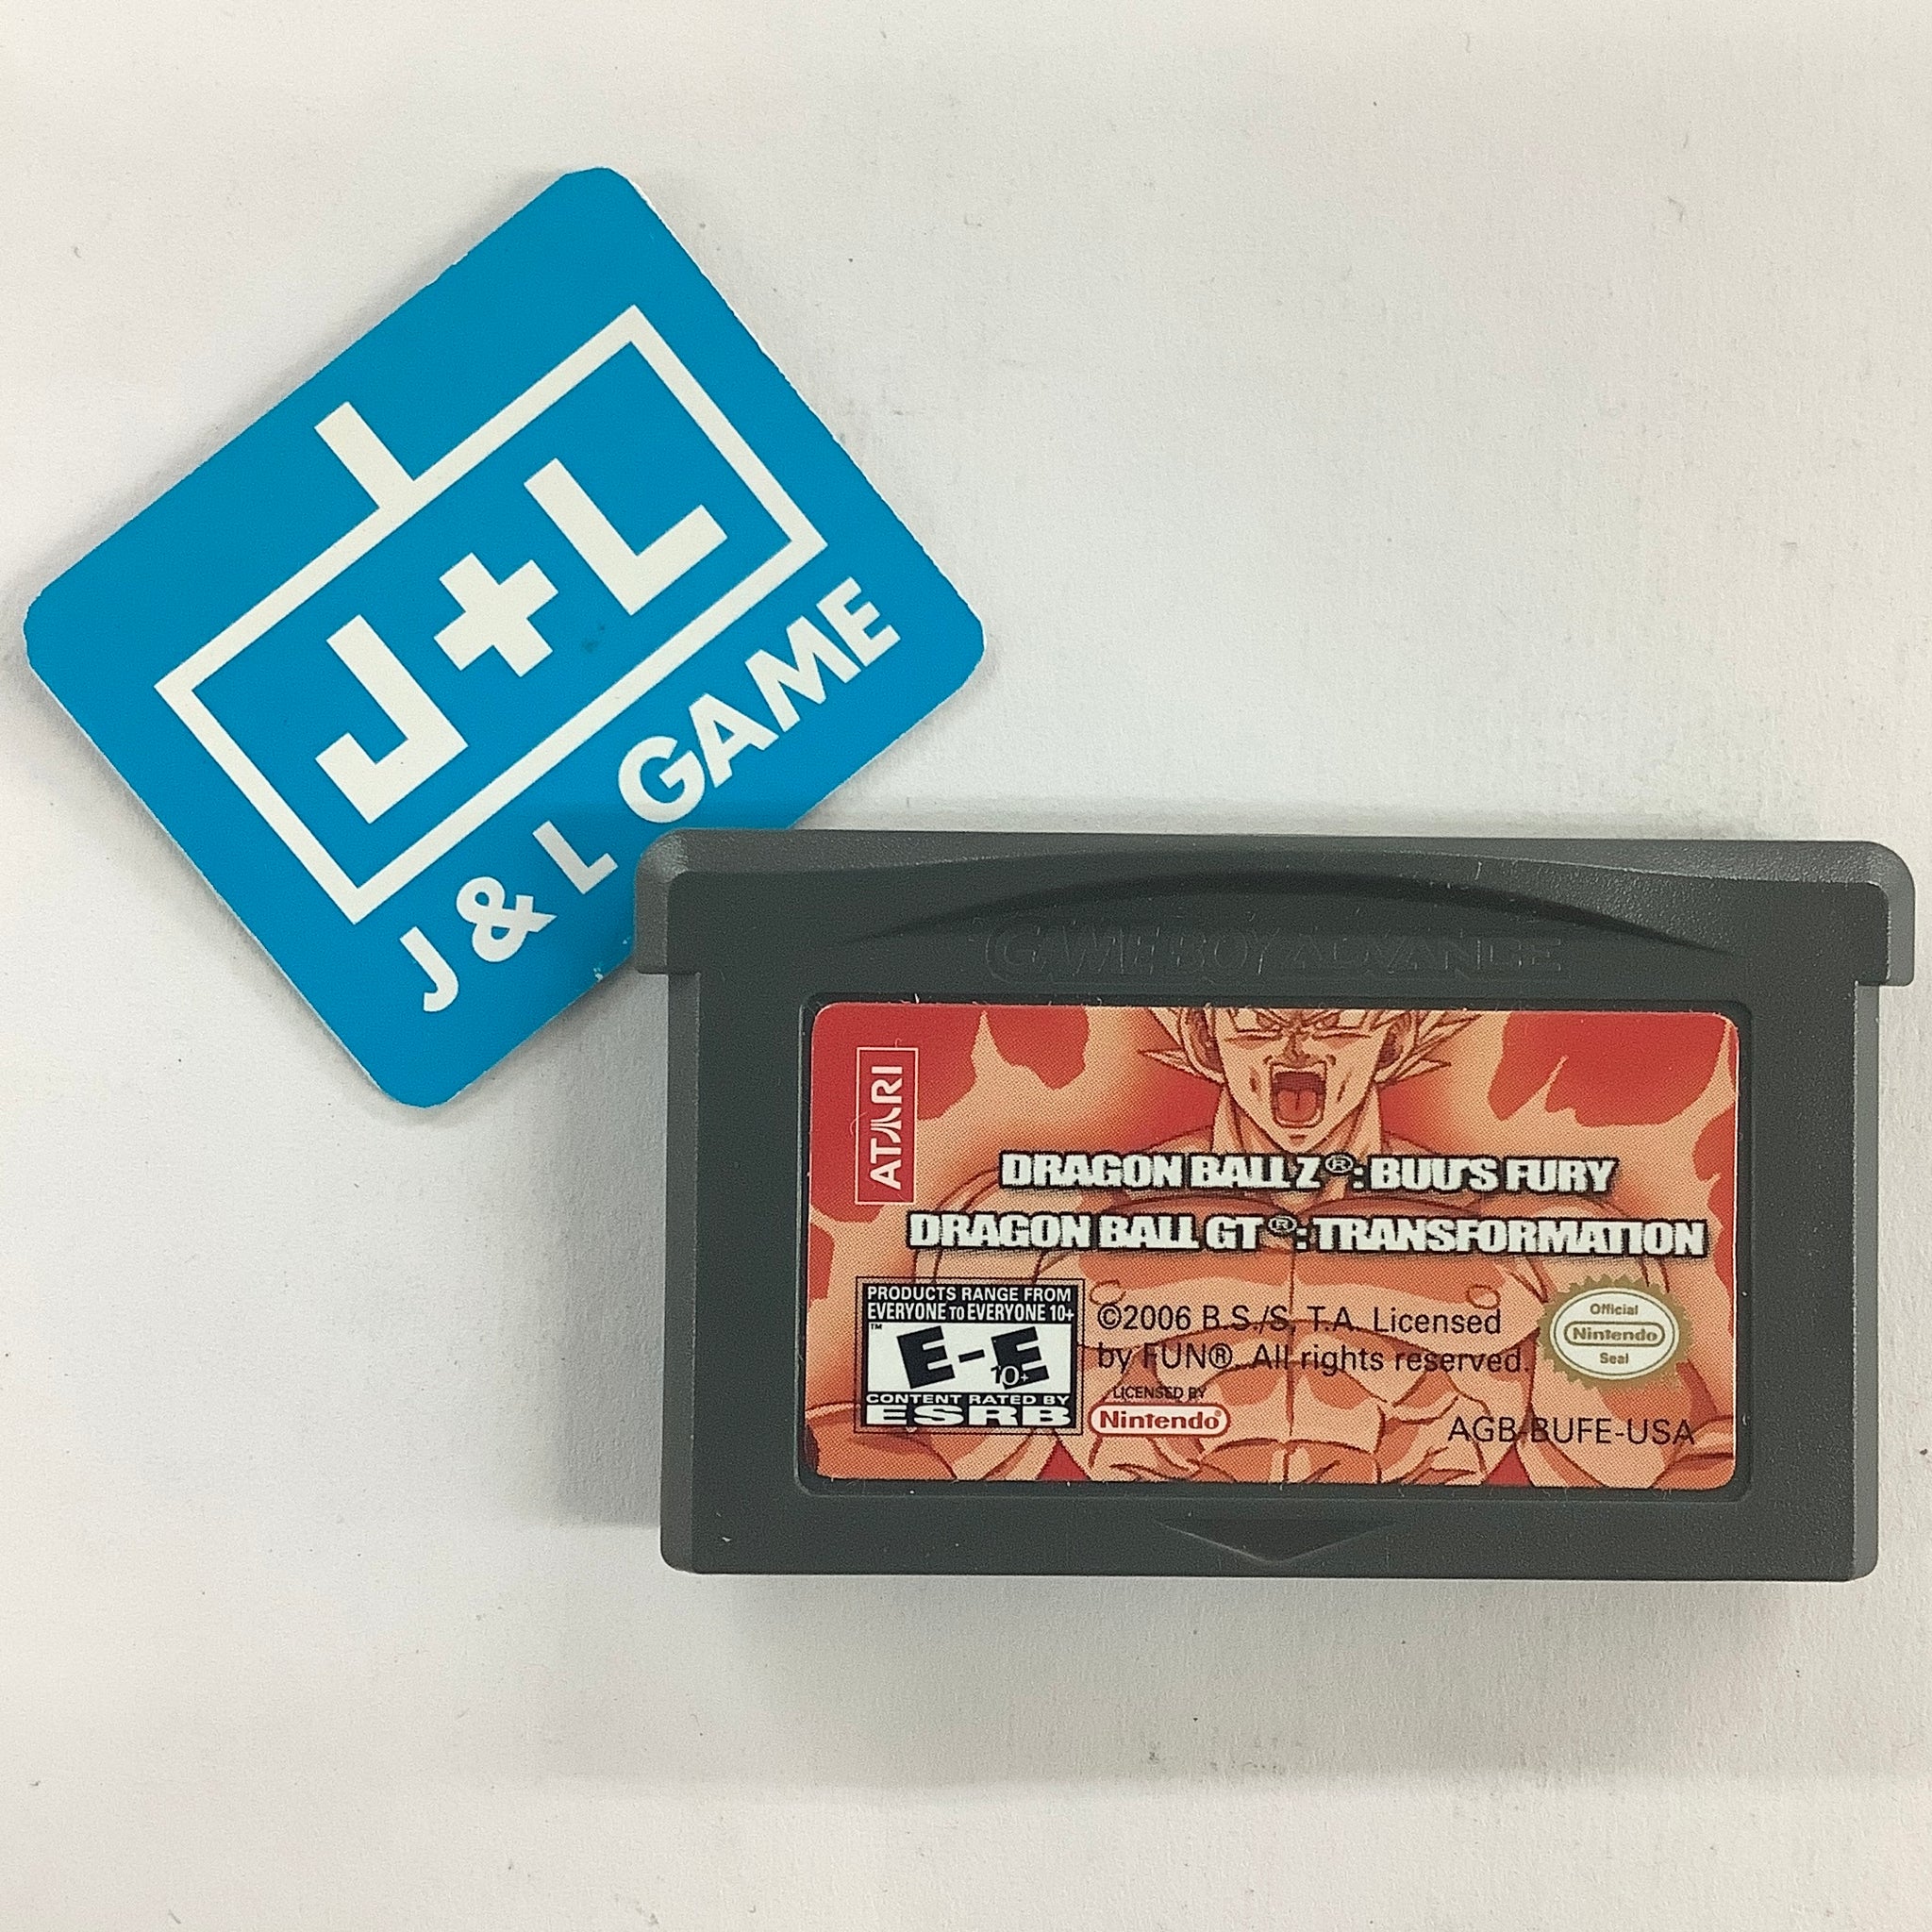 J+L
J & L GAME
GAME BOY ADVANCE
ATARI
DRAGON BALL Z®: BUU'S FURY
DRAGON BALL GT®: TRANSFORMATION
PRODUCTS RANGE FROM
EVERYONE TO EVERYONE 10+
™
E-E
10+
CONTENT RATED BY
ESRB
©2006 B.S./S, T.A. Licensed
by FUN®. All rights reserved.
LICENSED BY
Nintendo®
Official
Nintendo
Seal
AGB-BUFE-USA